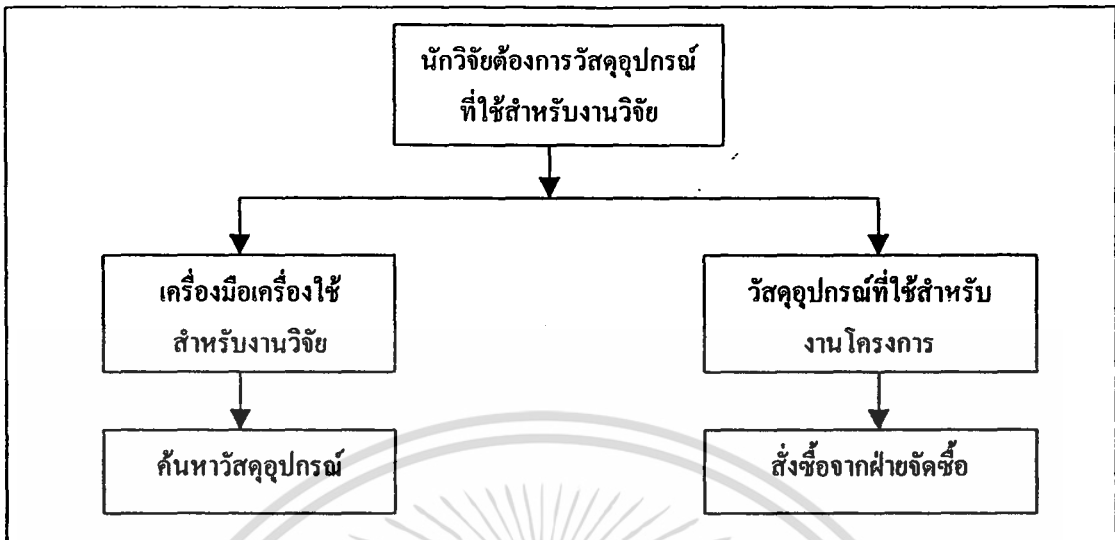 นักวิจัยต้องการวัสดุอุปกรณ์
ที่ใช้สำหรับงานวิจัย
เครื่องมือเครื่องใช้
สำหรับงานวิจัย
วัสดุอุปกรณ์ที่ใช้สำหรับ
งานโครงการ
ค้นหาวัสดุอุปกรณ์
สั่งซื้อจากฝ่ายจัดซื้อ